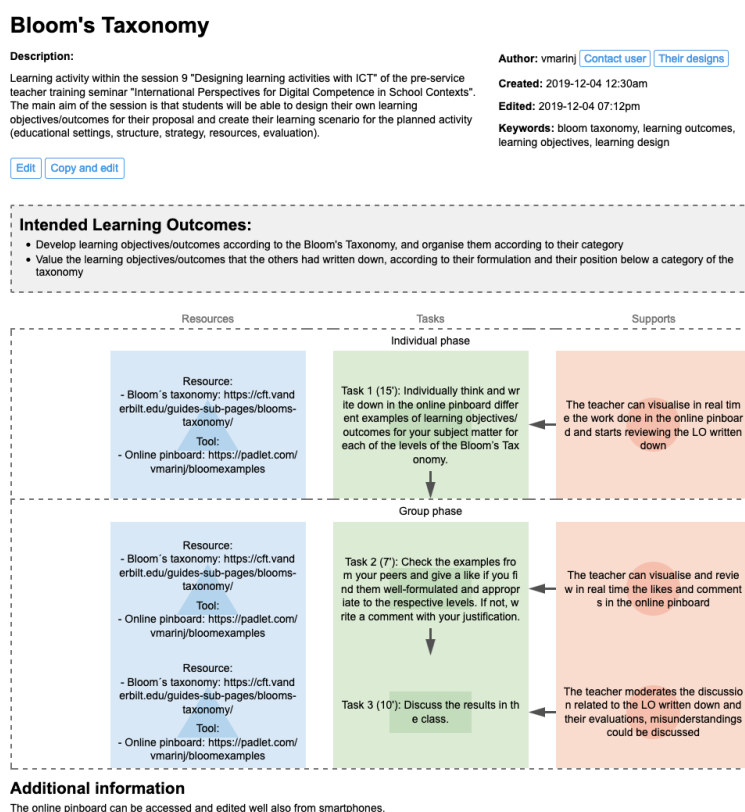 Bloom's Taxonomy
Description:
Learning activity within the session 9 "Designing learning activities with ICT" of the pre-service
teacher training seminar "International Perspectives for Digital Competence in School Contexts".
The main aim of the session is that students will be able to design their own learning
objectives/outcomes for their proposal and create their learning scenario for the planned activity
(educational settings, structure, strategy, resources, evaluation).
Edit Copy and edit
Author: vmarinj Contact user Their designs
Created: 2019-12-04 12:30am
Edited: 2019-12-04 07:12pm
Keywords: bloom taxonomy, learning outcomes,
learning objectives, learning design
Intended Learning Outcomes:
• Develop learning objectives/outcomes according to the Bloom's Taxonomy, and organise them according to their category
• Value the learning objectives/outcomes that the others had written down, according to their formulation and their position below a category of the
taxonomy
Resources Tasks Supports
Individual phase
Resource:
- Bloom´s taxonomy: https://cft.vand
erbilt.edu/guides-sub-pages/blooms-
taxonomy/
Tool:
- Online pinboard: https://padlet.com/
vmarinj/bloomexamples
Task 1 (15'): Individually think and wr
ite down in the online pinboard differ
ent examples of learning objectives/
outcomes for your subject matter for
each of the levels of the Bloom's Tax
onomy.
The teacher can visualise in real tim
e the work done in the online pinboar
d and starts reviewing the LO written
down
Group phase
Resource:
- Bloom´s taxonomy: https://cft.vand
erbilt.edu/guides-sub-pages/blooms-
taxonomy/
Tool:
- Online pinboard: https://padlet.com/
vmarinj/bloomexamples
Task 2 (7'): Check the examples fro
m your peers and give a like if you fi
nd them well-formulated and appropr
iate to the respective levels. If not, w
rite a comment with your justification.
The teacher can visualise and revie
w in real time the likes and comment
s in the online pinboard
Resource:
- Bloom´s taxonomy: https://cft.vand
erbilt.edu/guides-sub-pages/blooms-
taxonomy/
Tool:
- Online pinboard: https://padlet.com/
vmarinj/bloomexamples
Task 3 (10'): Discuss the results in th
e class.
The teacher moderates the discussio
n related to the LO written down and
their evaluations, misunderstandings
could be discussed
Additional information
The online pinboard can be accessed and edited well also from smartphones.